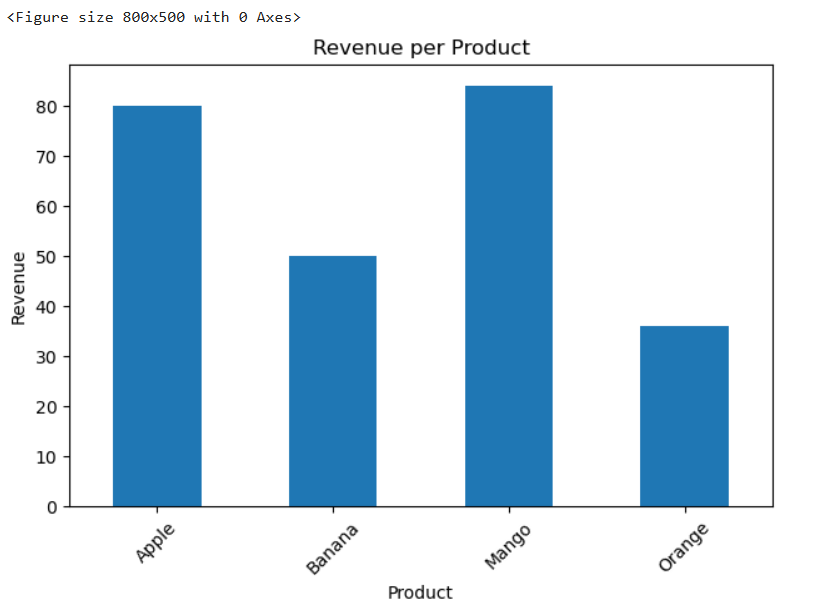 <Figure size 800x500 with 0 Axes>
Revenue per Product
Revenue
80
70
60
50
40
30
20
10
0
Apple
Banana
Mango
Orange
Product